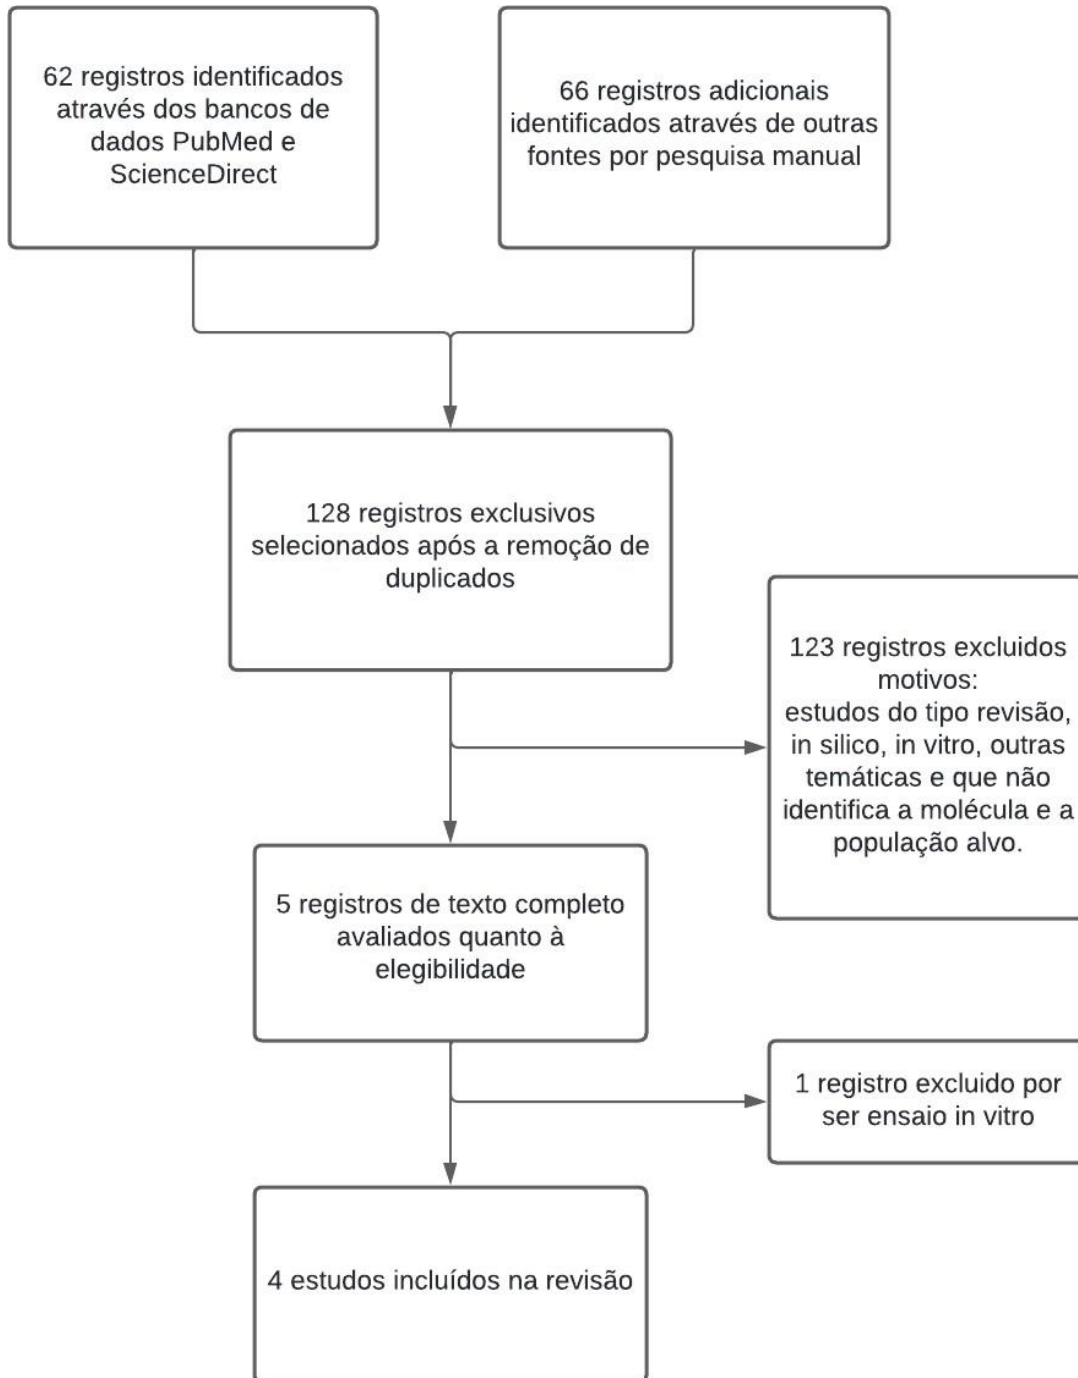 62 registros identificados
através dos bancos de
dados PubMed e
ScienceDirect
66 registros adicionais
identificados através de outras
fontes por pesquisa manual
128 registros exclusivos
selecionados após a remoção de
duplicados
123 registros excluidos
motivos:
estudos do tipo revisão,
in silico, in vitro, outras
temáticas e que não
identifica a molécula e a
população alvo.
5 registros de texto completo
avaliados quanto à
elegibilidade
1 registro excluido por
ser ensaio in vitro
4 estudos incluídos na revisão